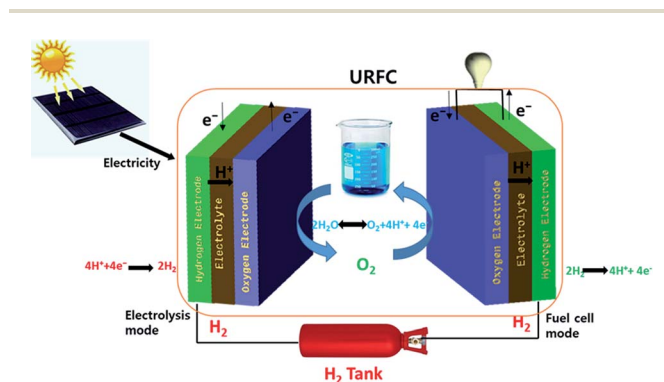 URFC
e⁻
e⁻
e⁻
e⁻
Electricity
H⁺
H⁺
Hydrogen Electrode
Electrolyte
Oxygen Electrode
2H₂O ⟷ O₂+4H⁺+ 4e
O₂
Oxygen Electrode
Electrolyte
Hydrogen Electrode
4H⁺+4e⁻ → 2H₂
2H₂ → 4H⁺+ 4e⁻
Electrolysis
mode
H₂
H₂
Fuel cell
mode
H₂ Tank